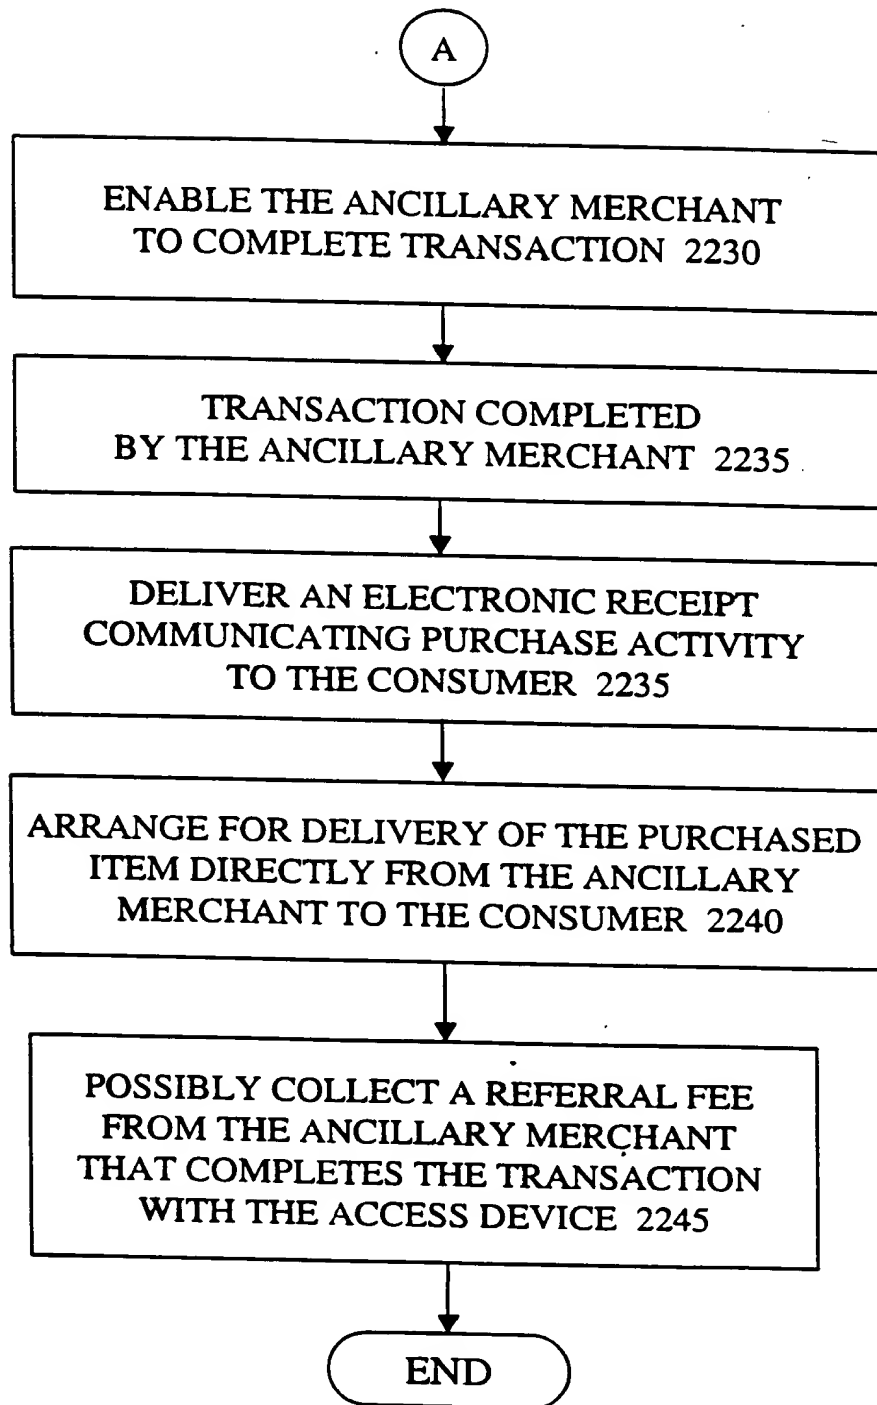 A
ENABLE THE ANCILLARY MERCHANT
TO COMPLETE TRANSACTION 2230
TRANSACTION COMPLETED
BY THE ANCILLARY MERCHANT 2235
DELIVER AN ELECTRONIC RECEIPT
COMMUNICATING PURCHASE ACTIVITY
TO THE CONSUMER 2235
ARRANGE FOR DELIVERY OF THE PURCHASED
ITEM DIRECTLY FROM THE ANCILLARY
MERCHANT TO THE CONSUMER 2240
POSSIBLY COLLECT A REFERRAL FEE
FROM THE ANCILLARY MERCHANT
THAT COMPLETES THE TRANSACTION
WITH THE ACCESS DEVICE 2245
END